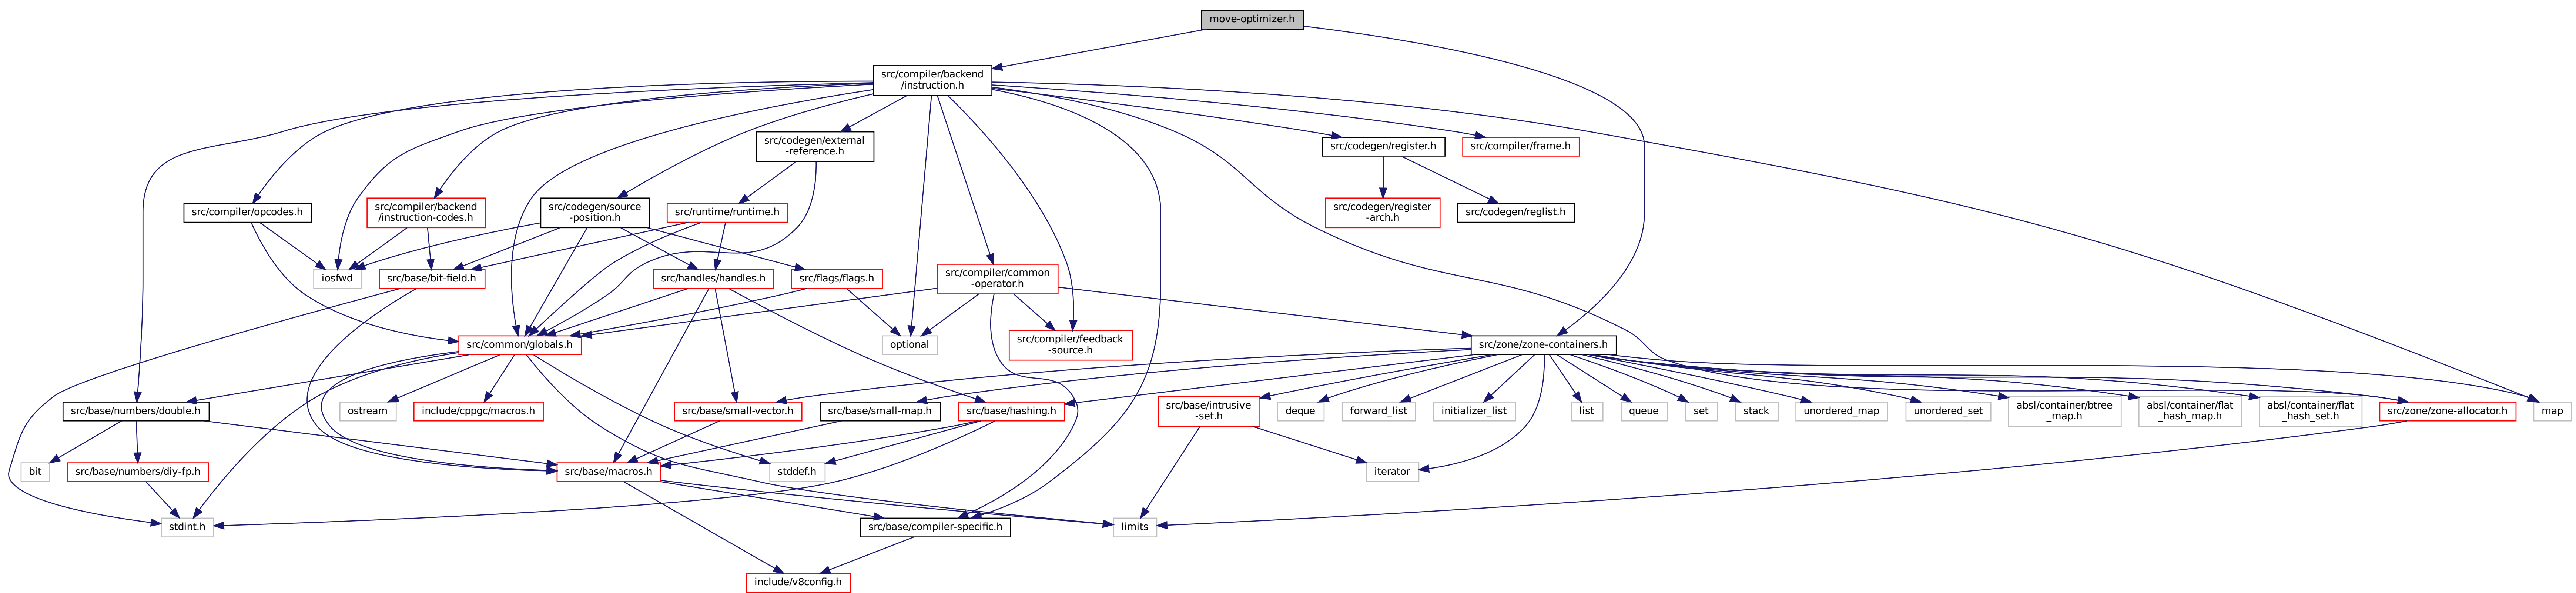 move-optimizer.h
src/compiler/backend
/instruction.h
src/codegen/external
-reference.h
src/codegen/register.h
src/compiler/frame.h
src/compiler/opcodes.h
src/compiler/backend
/instruction-codes.h
src/codegen/source
-position.h
src/runtime/runtime.h
src/codegen/register
-arch.h
src/codegen/reglist.h
iosfwd
src/base/bit-field.h
src/handles/handles.h
src/flags/flags.h
src/compiler/common
-operator.h
src/common/globals.h
optional
src/compiler/feedback
-source.h
src/zone/zone-containers.h
src/base/numbers/double.h
ostream
include/cppgc/macros.h
src/base/small-vector.h
src/base/small-map.h
src/base/hashing.h
src/base/intrusive
-set.h
deque
forward_list
initializer_list
list
queue
set
stack
unordered_map
unordered_set
absl/container/btree
_map.h
absl/container/flat
_hash_map.h
absl/container/flat
_hash_set.h
src/zone/zone-allocator.h
map
bit
src/base/numbers/diy-fp.h
src/base/macros.h
stddef.h
iterator
stdint.h
src/base/compiler-specific.h
limits
include/v8config.h